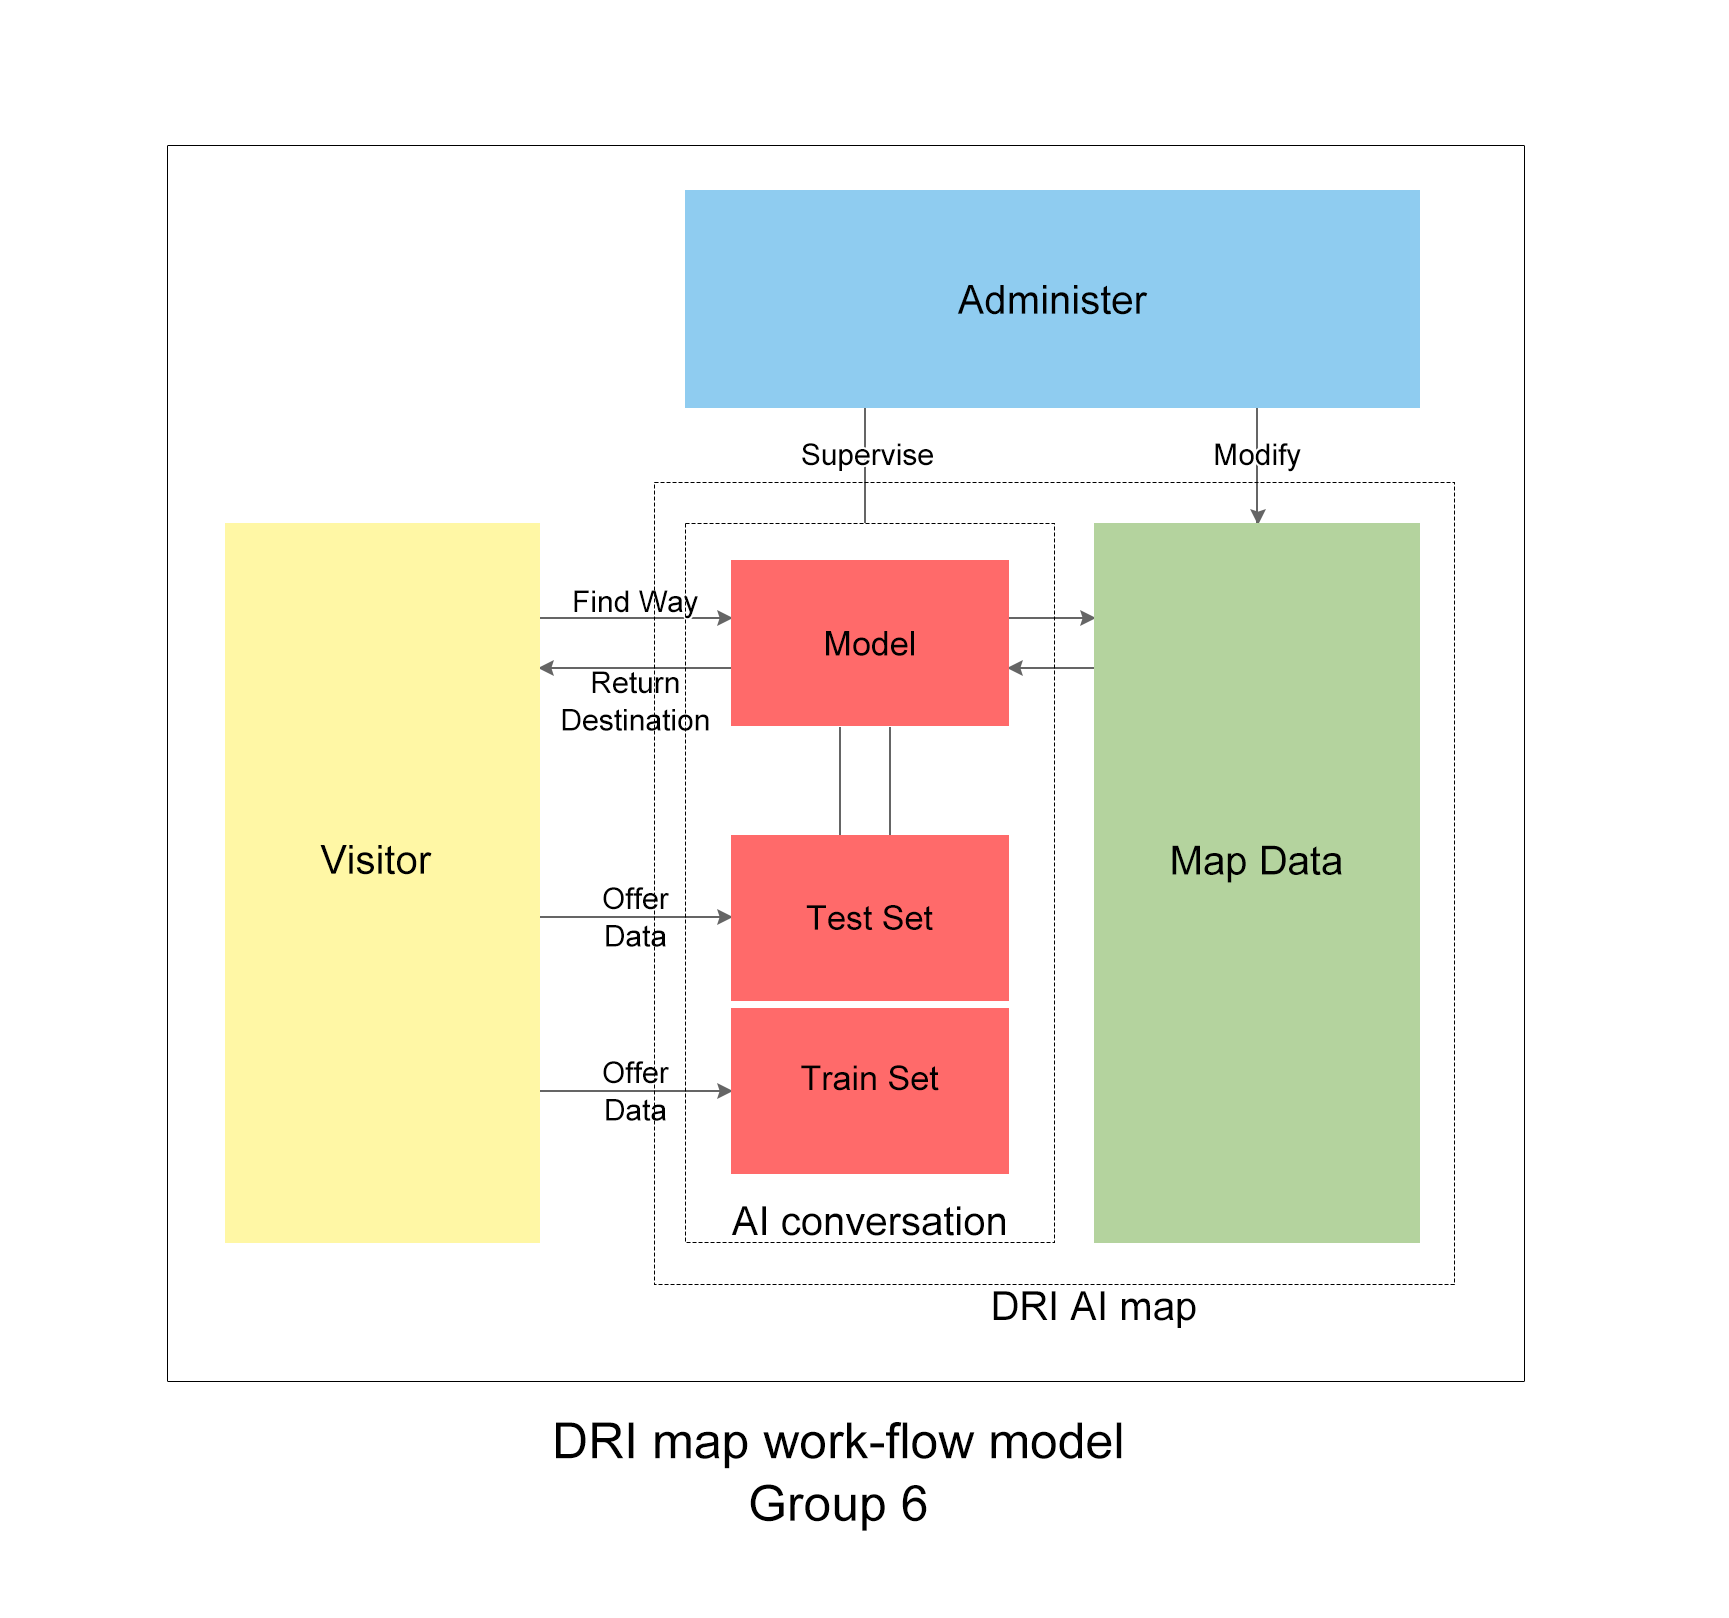 Administer
Supervise
Modify
Find Way
Model
Return
Destination
Visitor
Map Data
Offer
Data
Test Set
Offer
Data
Train Set
AI conversation
DRI AI map
DRI map work-flow model
Group 6